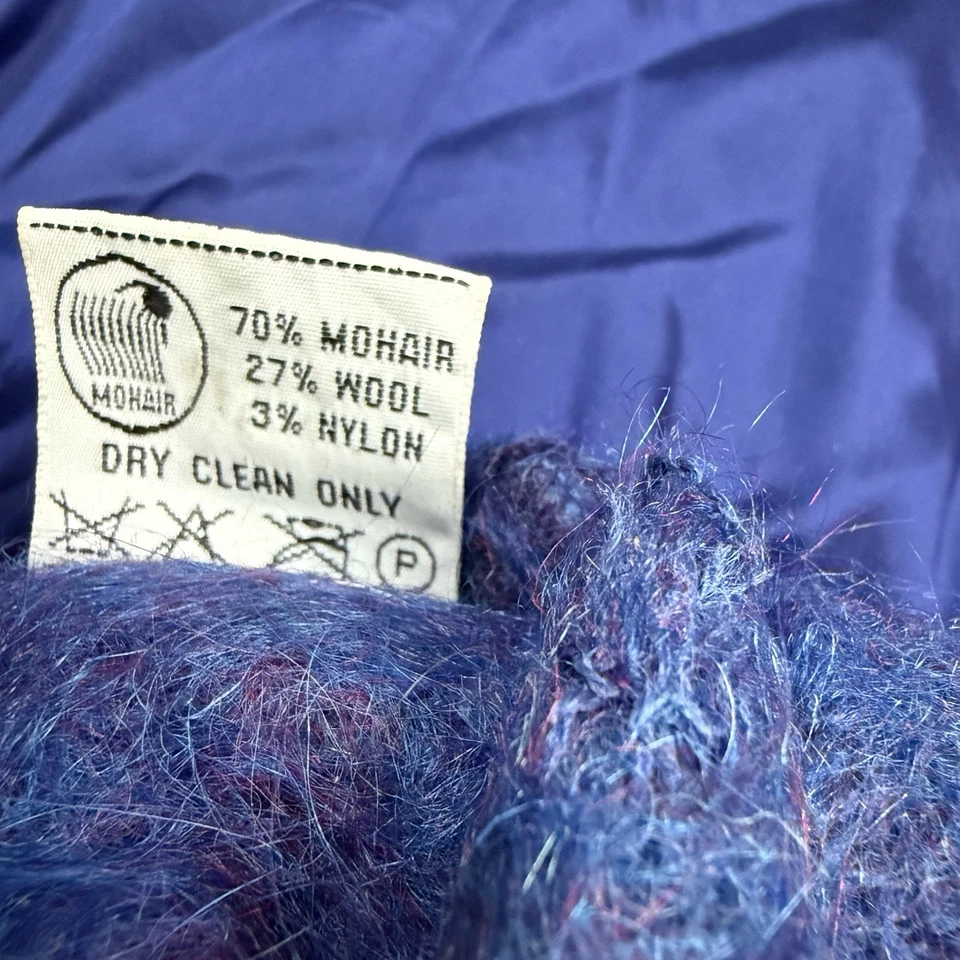 MOHAIR
70% MOHAIR
27% WOOL
3% NYLON
DRY CLEAN ONLY
P